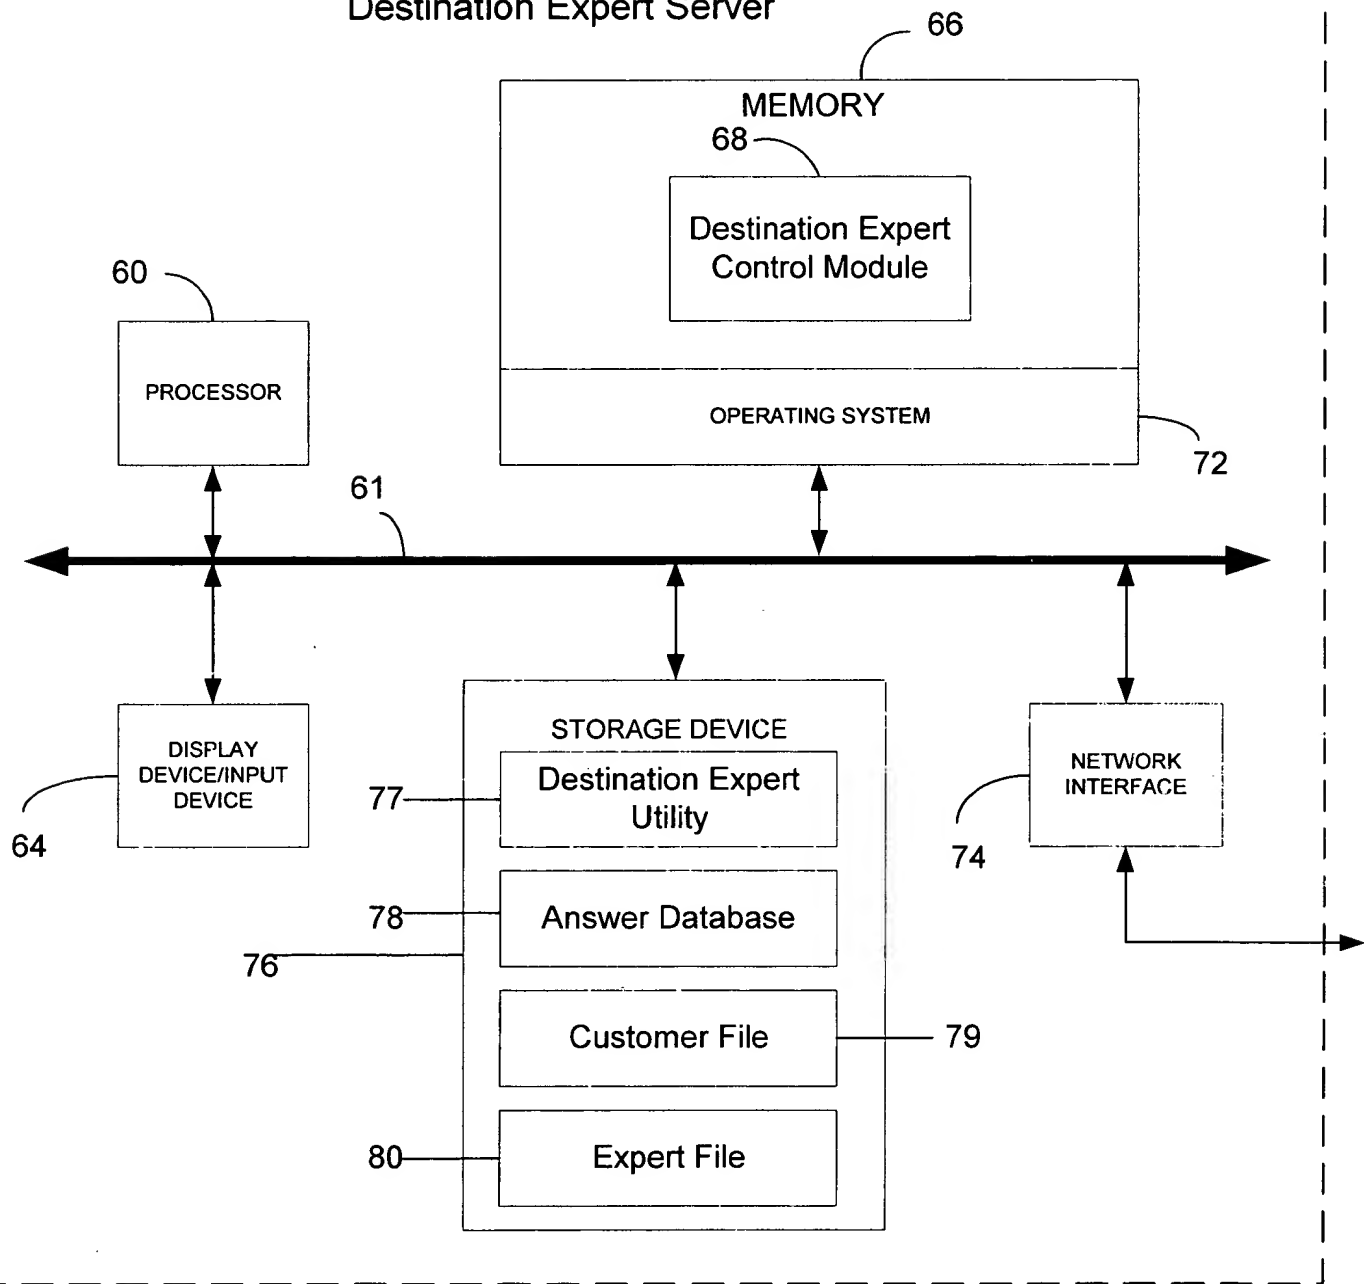 Destination Expert Server
66
MEMORY
68
Destination Expert
Control Module
60
PROCESSOR
OPERATING SYSTEM
72
61
DISPLAY
DEVICE/INPUT
DEVICE
64
STORAGE DEVICE
77
Destination Expert
Utility
78
Answer Database
76
Customer File
79
80
Expert File
NETWORK
INTERFACE
74